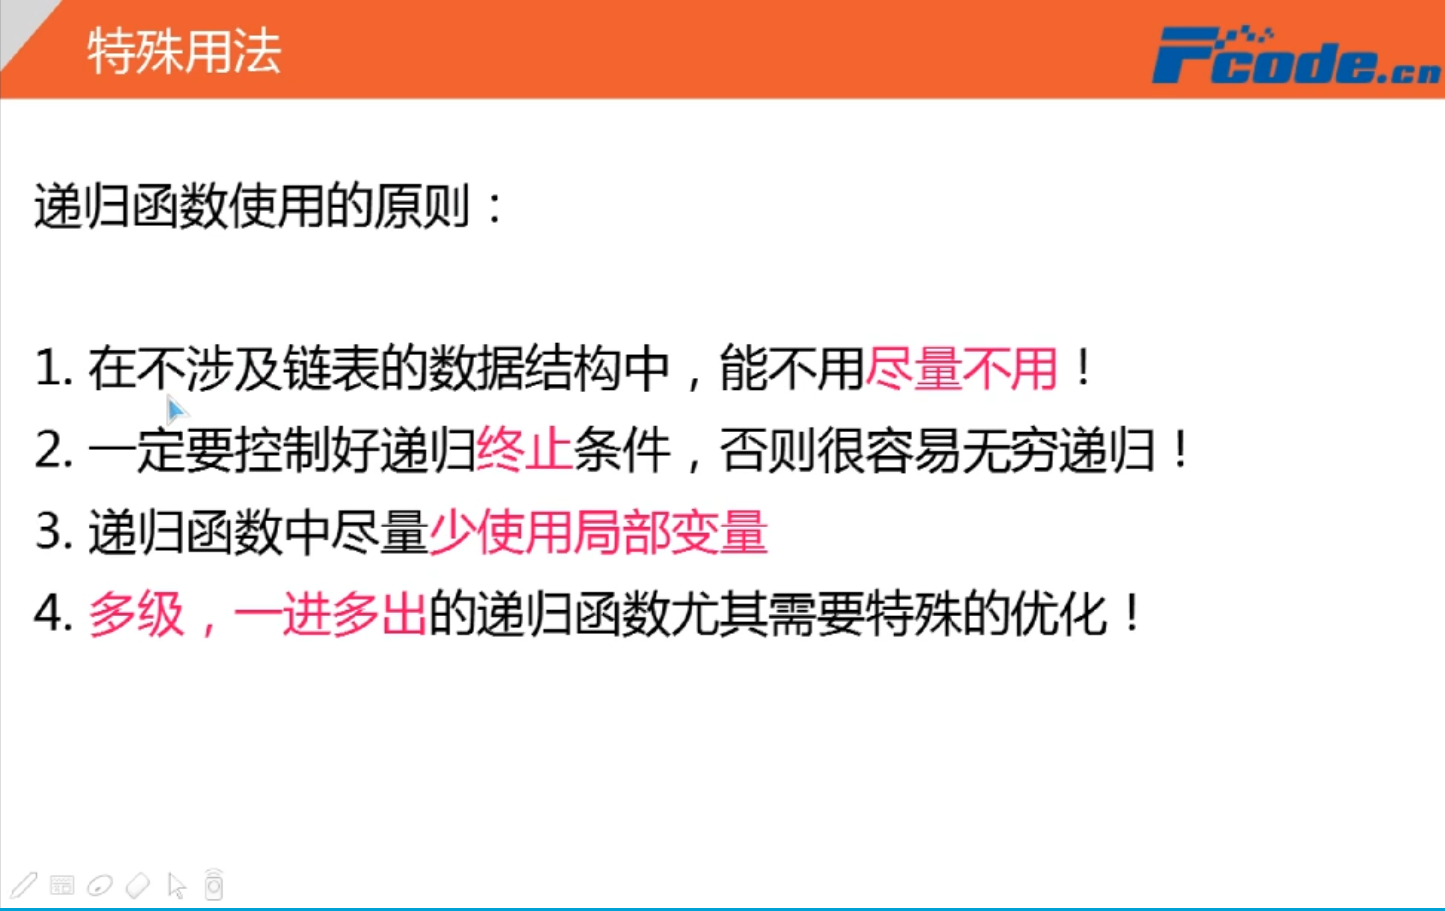 特殊用法
Fcode.cn
递归函数使用的原则：
1. 在不涉及链表的数据结构中，能不用尽量不用！
2. 一定要控制好递归终止条件，否则很容易无穷递归！
3. 递归函数中尽量少使用局部变量
4. 多级，一进多出的递归函数尤其需要特殊的优化！